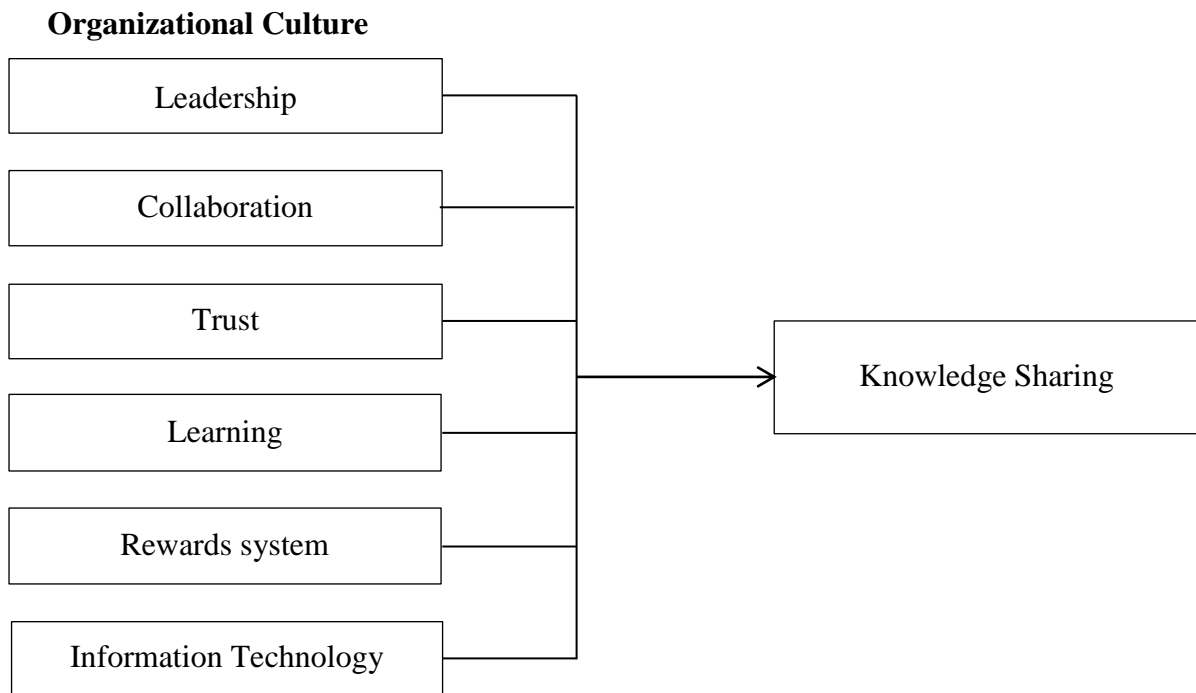 Organizational Culture
Leadership
Collaboration
Trust
Learning
Knowledge Sharing
Rewards system
Information Technology